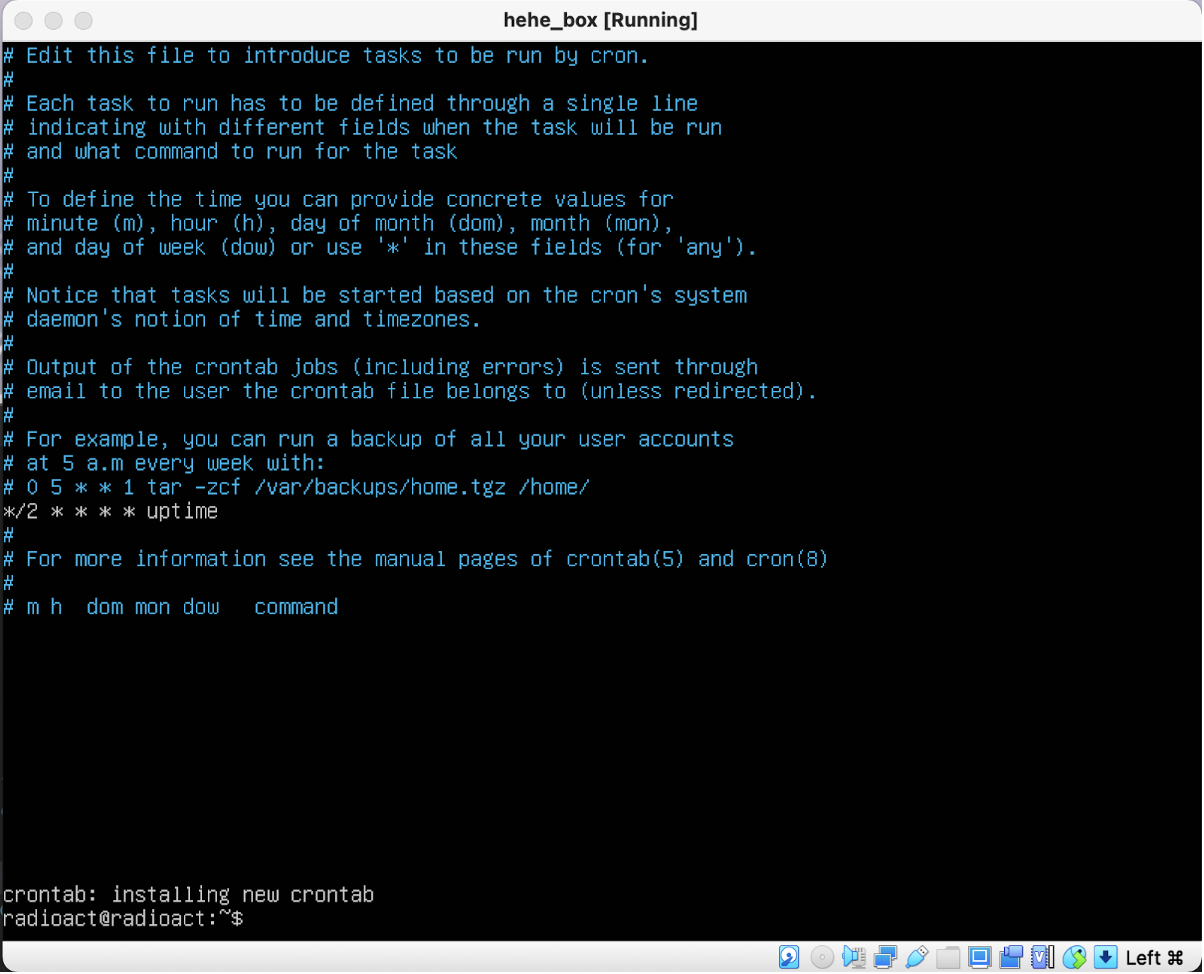 hehe_box [Running]
# Edit this file to introduce tasks to be run by cron.
#
# Each task to run has to be defined through a single line
# indicating with different fields when the task will be run
# and what command to run for the task
#
# To define the time you can provide concrete values for
# minute (m), hour (h), day of month (dom), month (mon),
# and day of week (dow) or use '*' in these fields (for 'any').
#
# Notice that tasks will be started based on the cron's system
# daemon's notion of time and timezones.
#
# Output of the crontab jobs (including errors) is sent through
# email to the user the crontab file belongs to (unless redirected).
#
# For example, you can run a backup of all your user accounts
# at 5 a.m every week with:
# 0 5 * * 1 tar -zcf /var/backups/home.tgz /home/
*/2 * * * * uptime
#
# For more information see the manual pages of crontab(5) and cron(8)
#
# m h  dom mon dow   command
crontab: installing new crontab
radioact@radioact:~$
Left ⌘